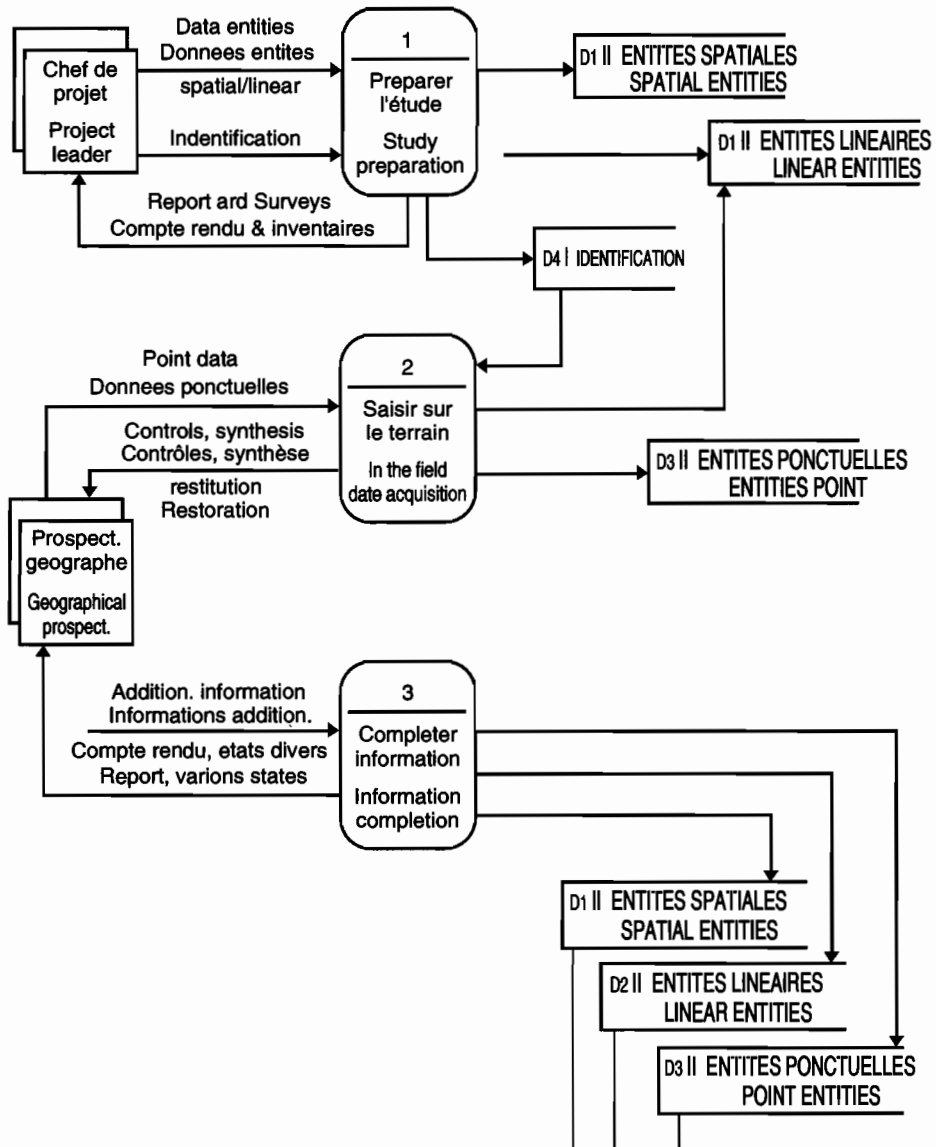 Data entities
Donnees entites
spatial/linear
Indentification
Chef de
projet
Project
leader
1
Preparer
l'étude
Study
preparation
D1 II ENTITES SPATIALES
SPATIAL ENTITIES
D1 II ENTITES LINEAIRES
LINEAR ENTITIES
Report ard Surveys
Compte rendu & inventaires
D4 I IDENTIFICATION
Point data
Donnees ponctuelles
Controls, synthesis
Contrôles, synthèse
restitution
Restoration
2
Saisir sur
le terrain
In the field
date acquisition
D3 II ENTITES PONCTUELLES
ENTITIES POINT
Prospect.
geographe
Geographical
prospect.
Addition. information
Informations addition.
Compte rendu, etats divers
Report, varions states
3
Completer
information
Information
completion
D1 II ENTITES SPATIALES
SPATIAL ENTITIES
D2 II ENTITES LINEAIRES
LINEAR ENTITIES
D3 II ENTITES PONCTUELLES
POINT ENTITIES